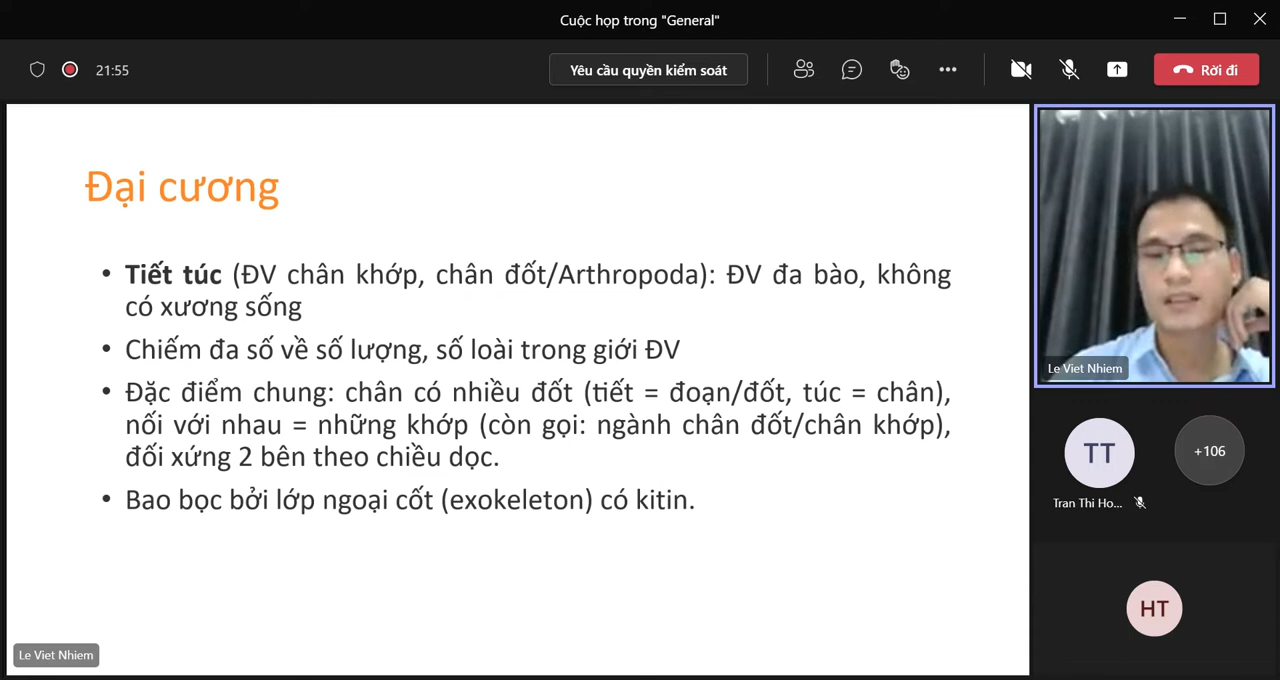 Cuộc họp trong "General"
21:55
Yêu cầu quyền kiểm soát
Rời đi
Đại cương
• Tiết túc (ĐV chân khớp, chân đốt/Arthropoda): ĐV đa bào, không
có xương sống
• Chiếm đa số về số lượng, số loài trong giới ĐV
• Đặc điểm chung: chân có nhiều đốt (tiết = đoạn/đốt, túc = chân),
nối với nhau = những khớp (còn gọi: ngành chân đốt/chân khớp),
đối xứng 2 bên theo chiều dọc.
• Bao bọc bởi lớp ngoại cốt (exokeleton) có kitin.
Le Viet Nhiem
Le Viet Nhiem
TT
+106
Tran Thi Ho...
HT